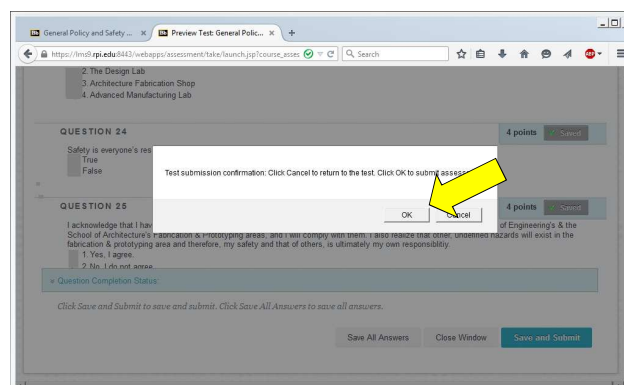 General Policy and Safety ...
Preview Test: General Polic...
https://lms9.rpi.edu:8443/webapps/assessment/take/launch.jsp?course_asses
Search
ABP
2. The Design Lab
3. Architecture Fabrication Shop
4. Advanced Manufacturing Lab
QUESTION 24
4 points
Saved
Safety is everyone's res
True
False
Test submission confirmation: Click Cancel to return to the test. Click OK to submit assess
OK
Cancel
QUESTION 25
4 points
Saved
I acknowledge that I hav
of Engineering's & the
School of Architecture's Fabrication & Prototyping areas, and I will comply with them. I also realize that other, undefined hazards will exist in the
fabrication & prototyping area and therefore, my safety and that of others, is ultimately my own responsiblitiy.
1. Yes, I agree.
2. No, I do not agree
Question Completion Status:
Click Save and Submit to save and submit. Click Save All Answers to save all answers.
Save All Answers
Close Window
Save and Submit